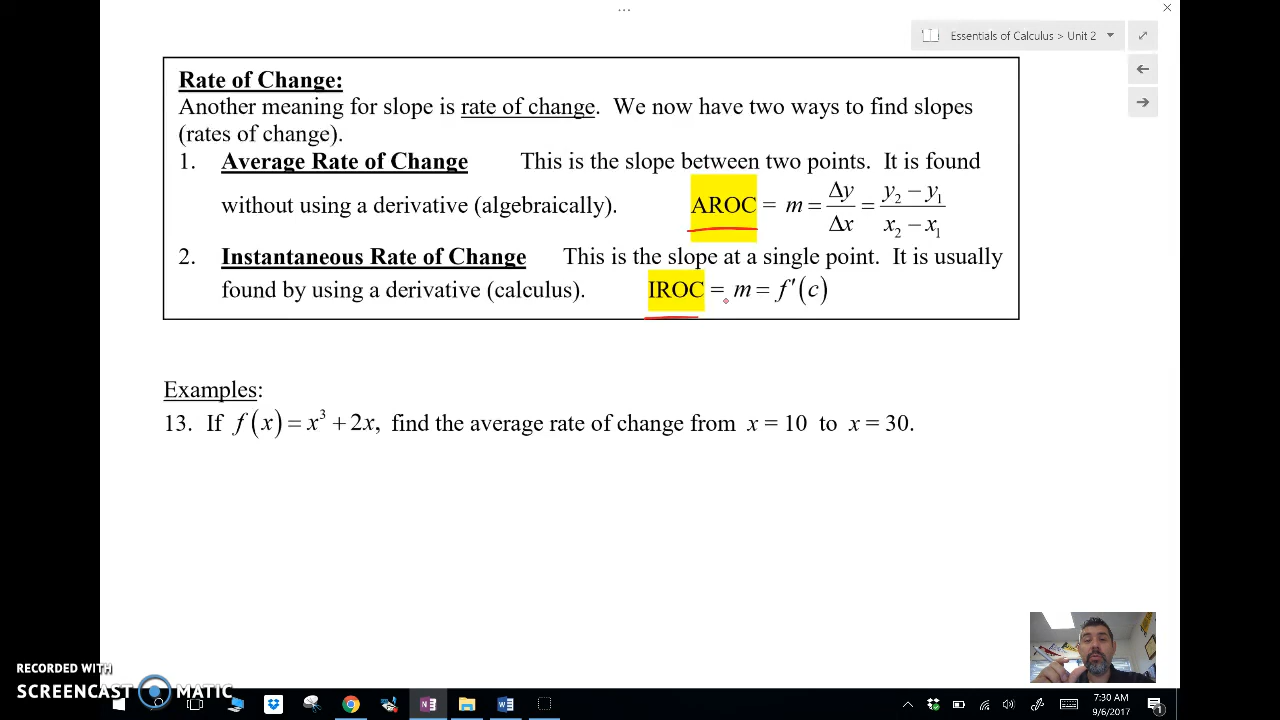 ...
Essentials of Calculus > Unit 2
Rate of Change:
Another meaning for slope is rate of change. We now have two ways to find slopes
(rates of change).
1. Average Rate of Change This is the slope between two points. It is found
without using a derivative (algebraically). AROC = m = Δy/Δx = (y₂ − y₁)/(x₂ − x₁)
2. Instantaneous Rate of Change This is the slope at a single point. It is usually
found by using a derivative (calculus). IROC = m = f′(c)
Examples:
13. If f(x) = x³ + 2x, find the average rate of change from x = 10 to x = 30.
RECORDED WITH
SCREENCAST MATIC
7:30 AM
9/6/2017